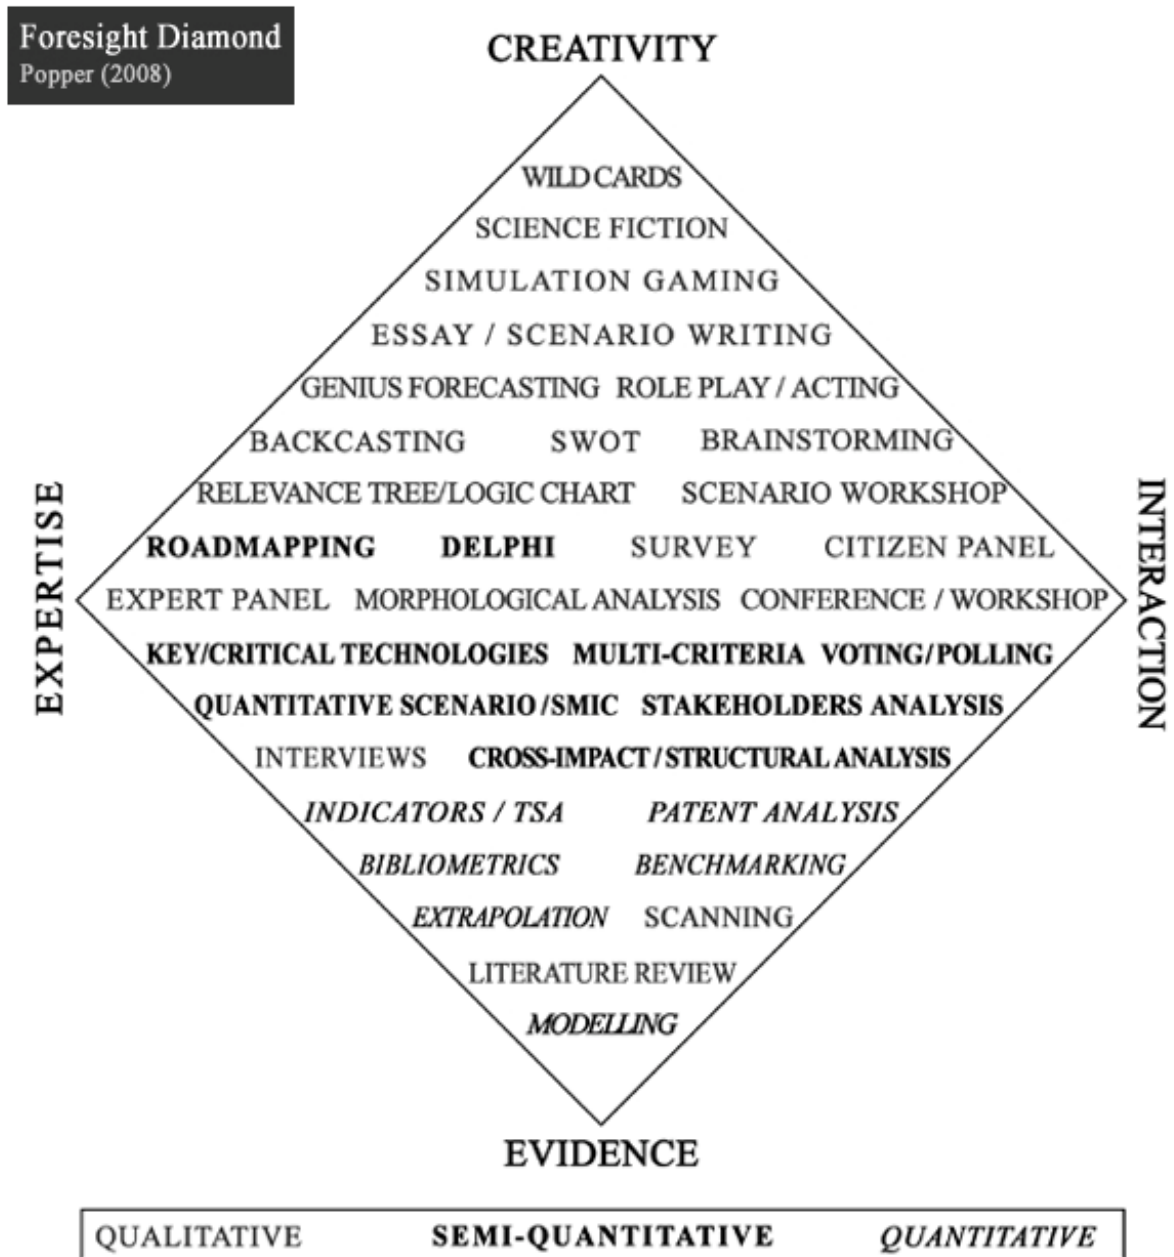 Foresight Diamond
Popper (2008)
CREATIVITY
WILD CARDS
SCIENCE FICTION
SIMULATION GAMING
ESSAY / SCENARIO WRITING
GENIUS FORECASTING ROLE PLAY / ACTING
BACKCASTING SWOT BRAINSTORMING
RELEVANCE TREE/LOGIC CHART SCENARIO WORKSHOP
ROADMAPPING DELPHI SURVEY CITIZEN PANEL
EXPERTISE
EXPERT PANEL MORPHOLOGICAL ANALYSIS CONFERENCE / WORKSHOP
INTERACTION
KEY/CRITICAL TECHNOLOGIES MULTI-CRITERIA VOTING/POLLING
QUANTITATIVE SCENARIO/SMIC STAKEHOLDERS ANALYSIS
INTERVIEWS CROSS-IMPACT / STRUCTURAL ANALYSIS
INDICATORS / TSA PATENT ANALYSIS
BIBLIOMETRICS BENCHMARKING
EXTRAPOLATION SCANNING
LITERATURE REVIEW
MODELLING
EVIDENCE
QUALITATIVE SEMI-QUANTITATIVE QUANTITATIVE